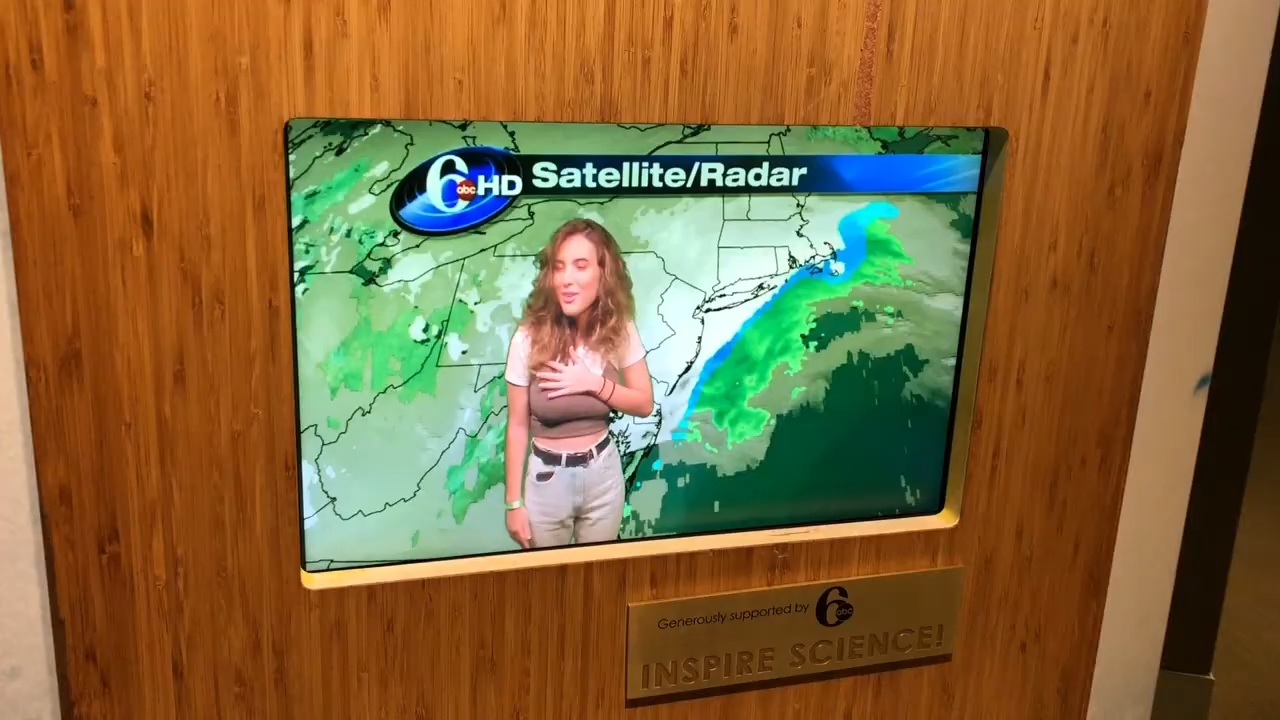 6 abc HD Satellite/Radar
Generously supported by 6 abc
INSPIRE SCIENCE!